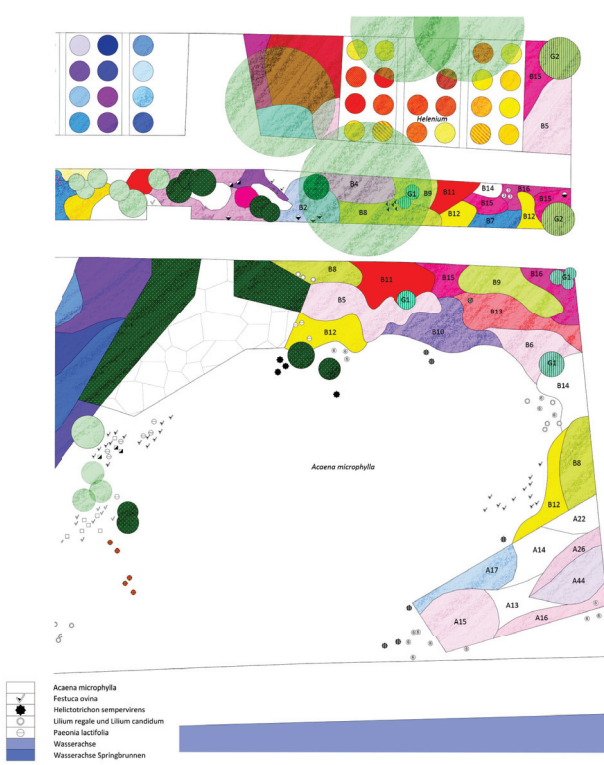 G2
B15
Helenium
B5
B4
G1
B9
B11
B14
B16
B15
B15
B2
B8
B12
B7
B12
G2
B8
B11
B15
B9
B16
G1
B5
G1
B13
B12
B10
B6
G1
B14
Acaena microphylla
B8
B12
A22
A14
A26
A17
A44
A13
A15
A16
Acaena microphylla
Festuca ovina
Helictotrichon sempervirens
Lilium regale und Lilium candidum
Paeonia lactifolia
Wasserachse
Wasserachse Springbrunnen